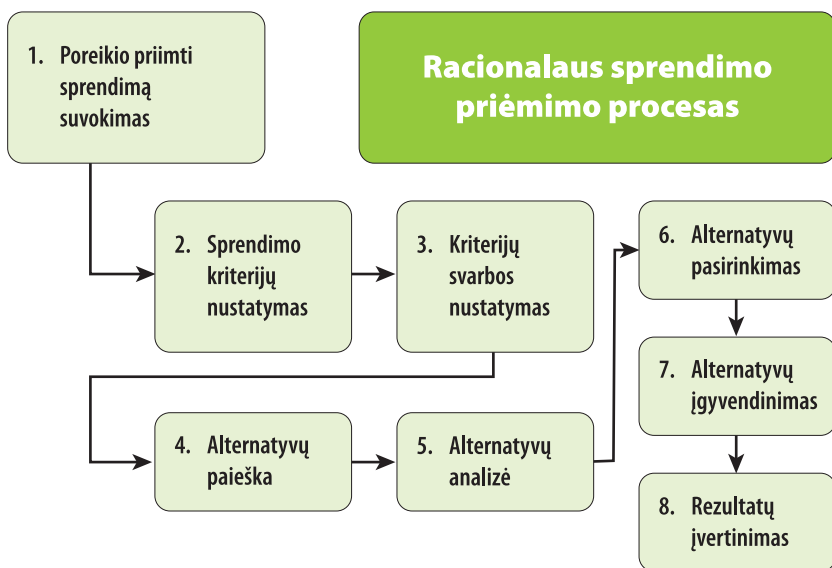 Racionalaus sprendimo
priėmimo procesas
1. Poreikio priimti
sprendimą
suvokimas
2. Sprendimo
kriterijų
nustatymas
3. Kriterijų
svarbos
nustatymas
4. Alternatyvų
paieška
5. Alternatyvų
analizė
6. Alternatyvų
pasirinkimas
7. Alternatyvų
įgyvendinimas
8. Rezultatų
įvertinimas